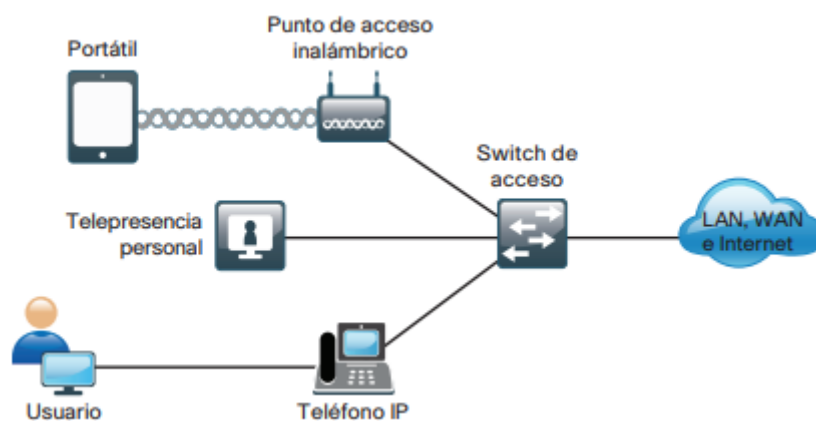 Punto de acceso
inalámbrico
Portátil
Switch de
acceso
Telepresencia
personal
LAN, WAN
e Internet
Usuario
Teléfono IP